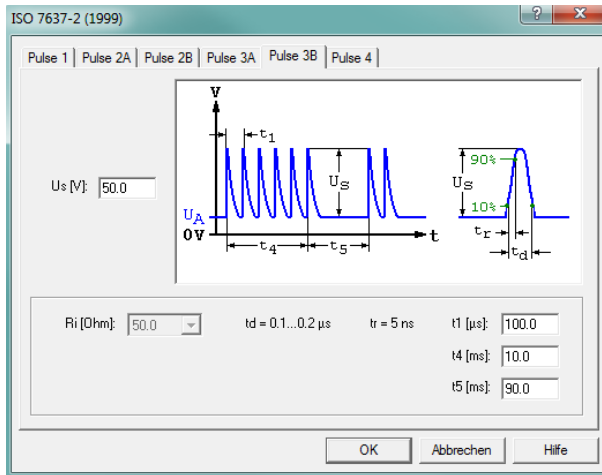 ISO 7637-2 (1999)
Pulse 1 Pulse 2A Pulse 2B Pulse 3A Pulse 3B Pulse 4
V
t1
90%
Us [V]: 50.0
US
US
UA
10%
0V
t
tr
t4
t5
td
Ri [Ohm]: 50.0 td = 0.1...0.2 µs tr = 5 ns t1 [µs]: 100.0
t4 [ms]: 10.0
t5 [ms]: 90.0
OK Abbrechen Hilfe